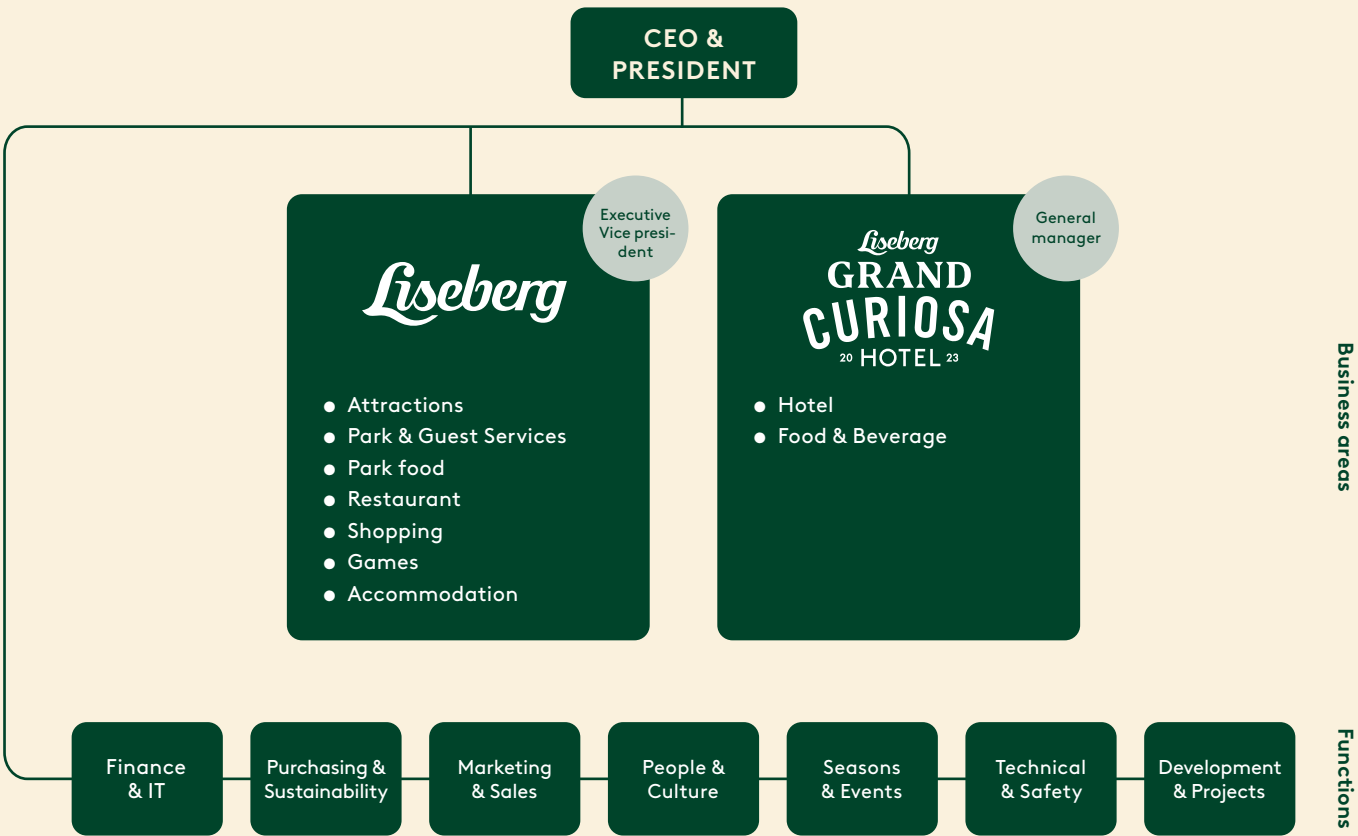 CEO &
PRESIDENT
Executive
Vice presi-
dent
Liseberg
Attractions
Park & Guest Services
Park food
Restaurant
Shopping
Games
Accommodation
General
manager
Liseberg
GRAND
CURIOSA
20 HOTEL 23
Hotel
Food & Beverage
Business areas
Finance
& IT
Purchasing &
Sustainability
Marketing
& Sales
People &
Culture
Seasons
& Events
Technical
& Safety
Development
& Projects
Functions